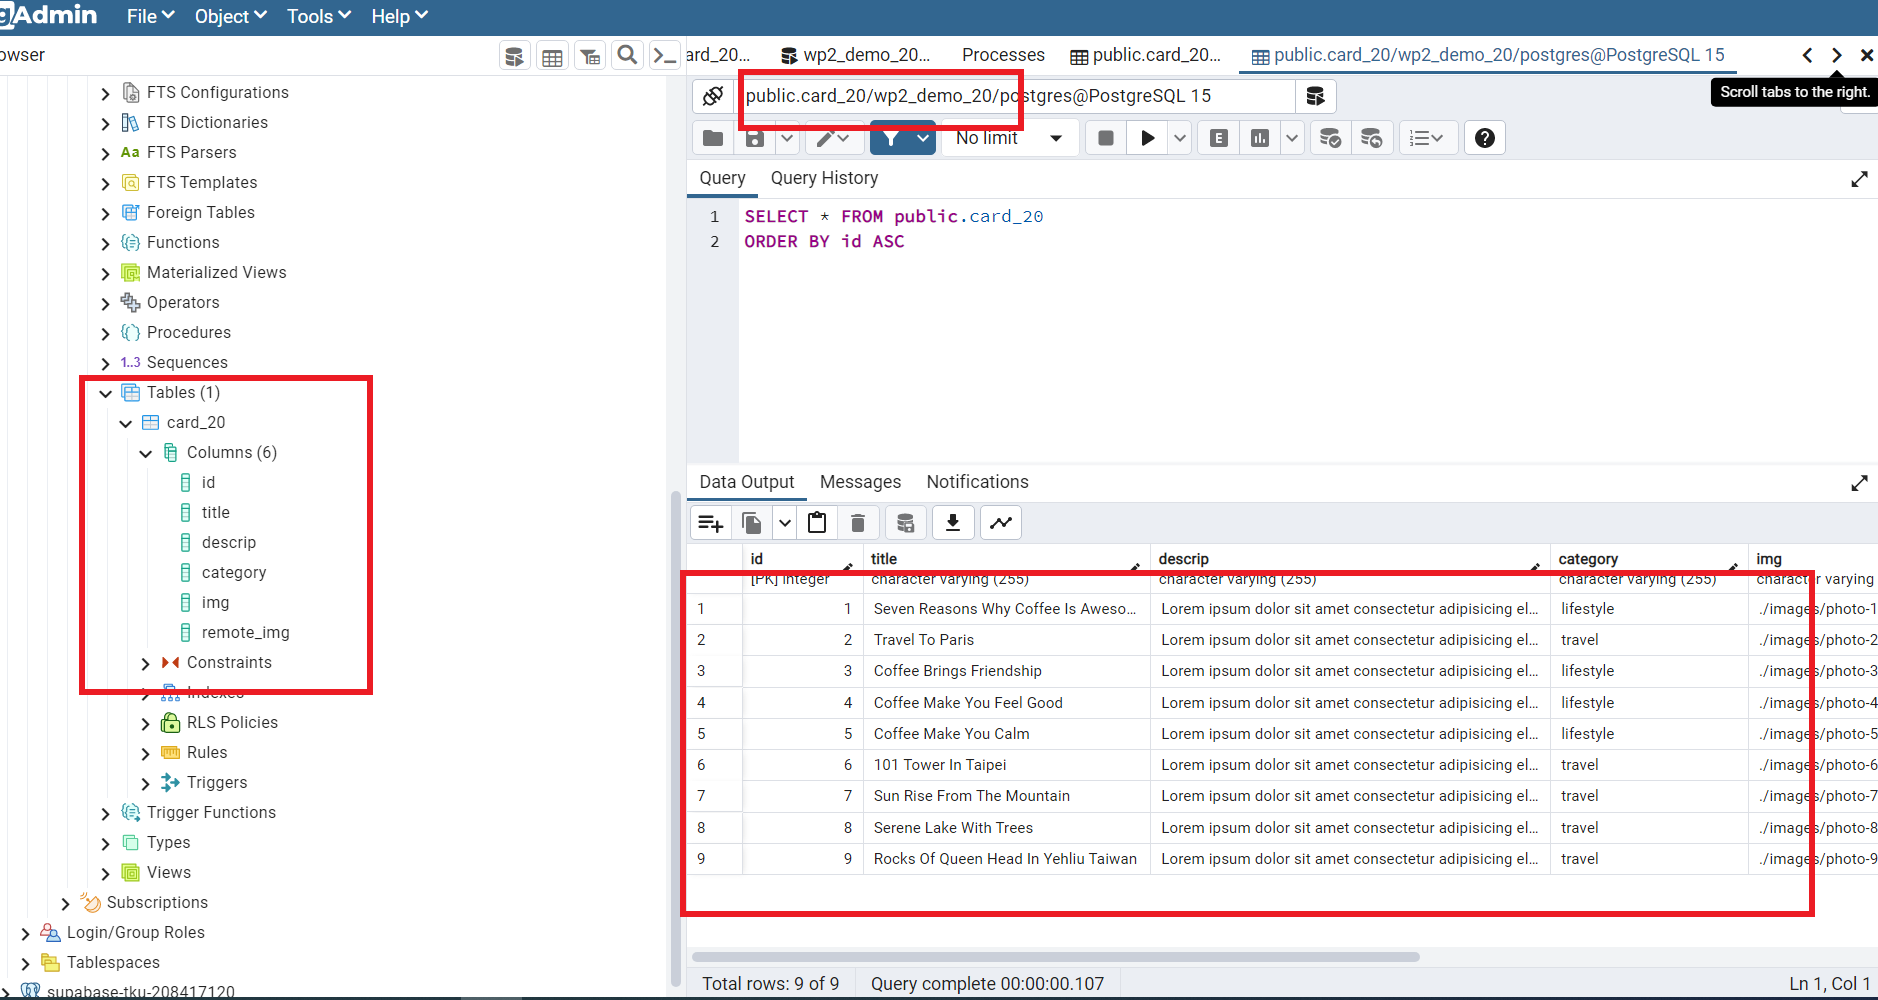 gAdmin File Object Tools Help
owser
ard_20... wp2_demo_20... Processes public.card_20... public.card_20/wp2_demo_20/postgres@PostgreSQL 15
Scroll tabs to the right.
public.card_20/wp2_demo_20/postgres@PostgreSQL 15
No limit
E
Query Query History
1 SELECT * FROM public.card_20
2 ORDER BY id ASC
FTS Configurations
FTS Dictionaries
Aa FTS Parsers
FTS Templates
Foreign Tables
Functions
Materialized Views
Operators
Procedures
1..3 Sequences
Tables (1)
card_20
Columns (6)
id
title
descrip
category
img
remote_img
Constraints
Indexes
RLS Policies
Rules
Triggers
Trigger Functions
Types
Views
Subscriptions
Login/Group Roles
Tablespaces
supabase-tku-208417120
Data Output Messages Notifications
id title descrip category img
[PK] integer character varying (255) character varying (255) character varying (255) character varying
1 1 Seven Reasons Why Coffee Is Aweso... Lorem ipsum dolor sit amet consectetur adipisicing el... lifestyle ./images/photo-1
2 2 Travel To Paris Lorem ipsum dolor sit amet consectetur adipisicing el... travel ./images/photo-2
3 3 Coffee Brings Friendship Lorem ipsum dolor sit amet consectetur adipisicing el... lifestyle ./images/photo-3
4 4 Coffee Make You Feel Good Lorem ipsum dolor sit amet consectetur adipisicing el... lifestyle ./images/photo-4
5 5 Coffee Make You Calm Lorem ipsum dolor sit amet consectetur adipisicing el... lifestyle ./images/photo-5
6 6 101 Tower In Taipei Lorem ipsum dolor sit amet consectetur adipisicing el... travel ./images/photo-6
7 7 Sun Rise From The Mountain Lorem ipsum dolor sit amet consectetur adipisicing el... travel ./images/photo-7
8 8 Serene Lake With Trees Lorem ipsum dolor sit amet consectetur adipisicing el... travel ./images/photo-8
9 9 Rocks Of Queen Head In Yehliu Taiwan Lorem ipsum dolor sit amet consectetur adipisicing el... travel ./images/photo-9
Total rows: 9 of 9 Query complete 00:00:00.107 Ln 1, Col 1